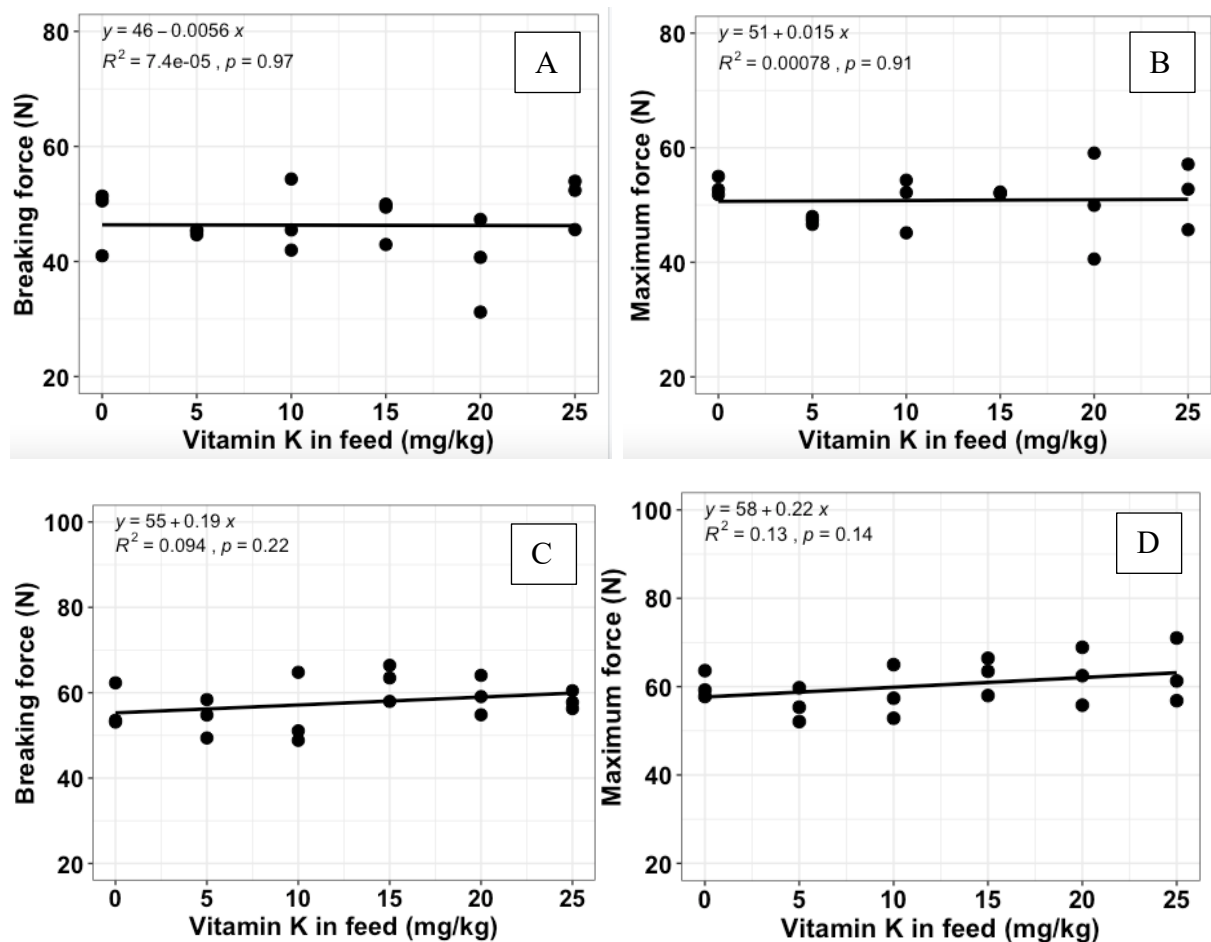 y = 46 − 0.0056 x
R² = 7.4e-05 , p = 0.97
A
80
60
40
20
Breaking force (N)
0 5 10 15 20 25
Vitamin K in feed (mg/kg)
y = 51 + 0.015 x
R² = 0.00078 , p = 0.91
B
80
60
40
20
Maximum force (N)
0 5 10 15 20 25
Vitamin K in feed (mg/kg)
y = 55 + 0.19 x
R² = 0.094 , p = 0.22
C
100
80
60
40
20
Breaking force (N)
0 5 10 15 20 25
Vitamin K in feed (mg/kg)
y = 58 + 0.22 x
R² = 0.13 , p = 0.14
D
100
80
60
40
20
Maximum force (N)
0 5 10 15 20 25
Vitamin K in feed (mg/kg)